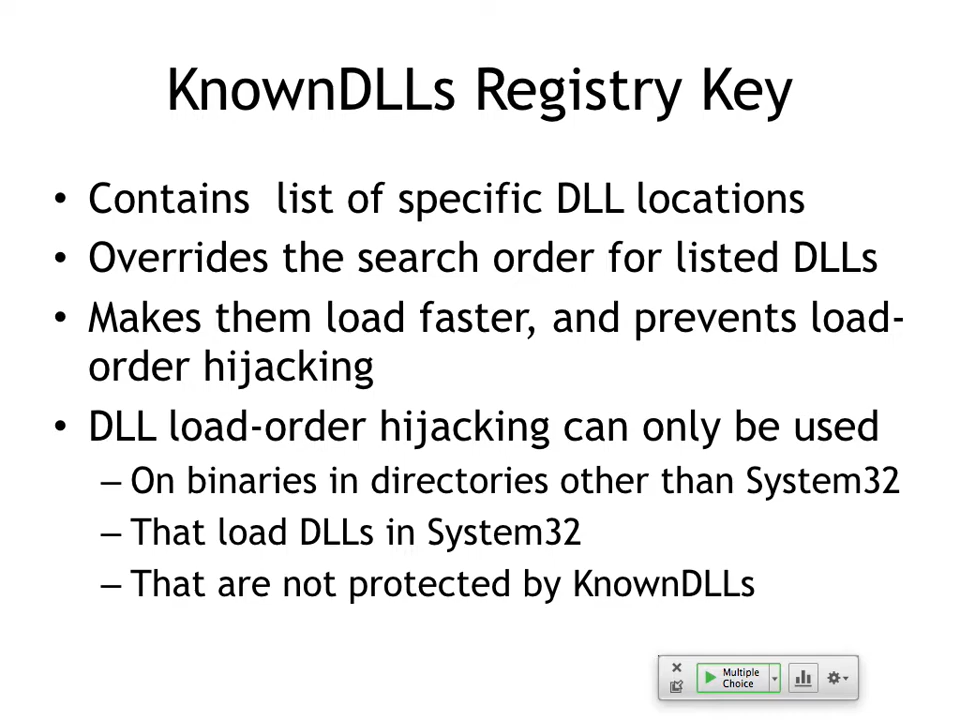 KnownDLLs Registry Key
• Contains  list of specific DLL locations
• Overrides the search order for listed DLLs
• Makes them load faster, and prevents load-
order hijacking
• DLL load-order hijacking can only be used
– On binaries in directories other than System32
– That load DLLs in System32
– That are not protected by KnownDLLs
Multiple
Choice